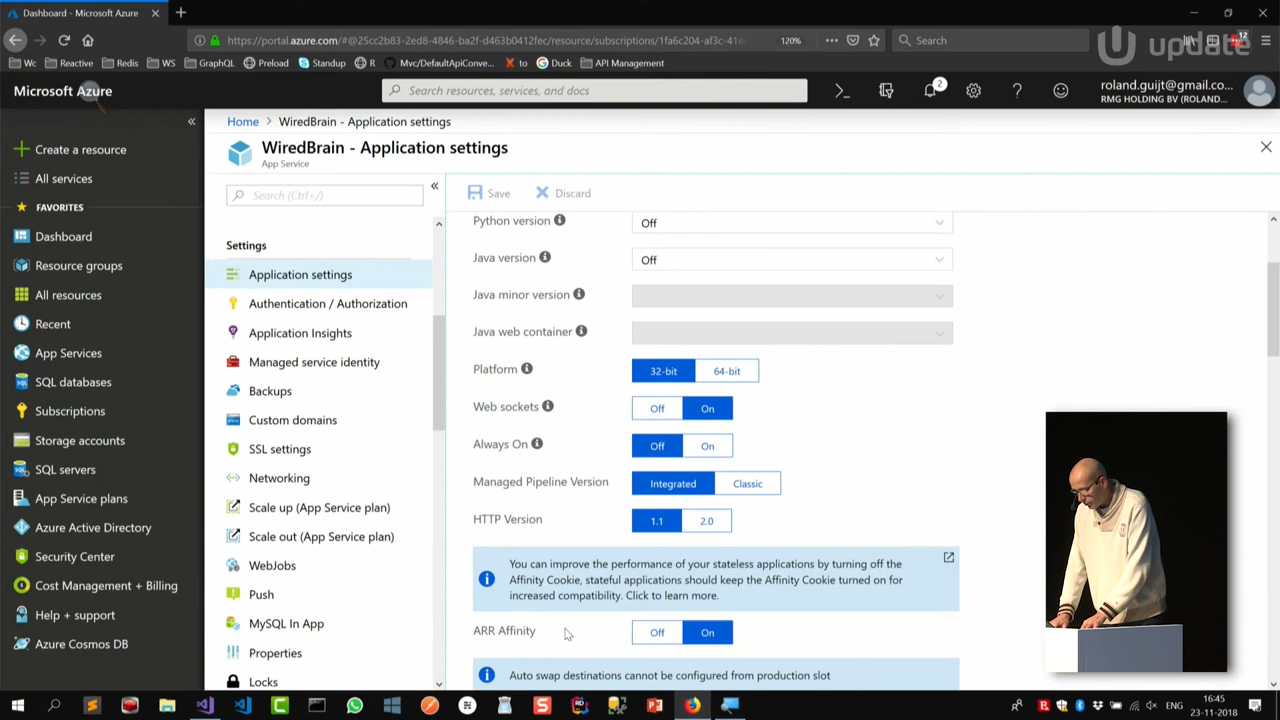 Dashboard - Microsoft Azure
https://portal.azure.com/#@25cc2b83-2ed8-4846-ba2f-d463b0412fec/resource/subscriptions/1fa6c204-af3c-41e
120%
Search
update
12
Wc
Reactive
Redis
WS
GraphQL
Preload
Standup
R
Mvc/DefaultApiConve...
to
Duck
API Management
Microsoft Azure
Search resources, services, and docs
2
roland.guijt@gmail.co...
RMG HOLDING BV (ROLAND...
Home > WiredBrain - Application settings
WiredBrain - Application settings
App Service
Create a resource
All services
FAVORITES
Dashboard
Resource groups
All resources
Recent
App Services
SQL databases
Subscriptions
Storage accounts
SQL servers
App Service plans
Azure Active Directory
Security Center
Cost Management + Billing
Help + support
Azure Cosmos DB
Search (Ctrl+/)
Settings
Application settings
Authentication / Authorization
Application Insights
Managed service identity
Backups
Custom domains
SSL settings
Networking
Scale up (App Service plan)
Scale out (App Service plan)
WebJobs
Push
MySQL In App
Properties
Locks
Save
Discard
Python version
Off
Java version
Off
Java minor version
Java web container
Platform
32-bit
64-bit
Web sockets
Off
On
Always On
Off
On
Managed Pipeline Version
Integrated
Classic
HTTP Version
1.1
2.0
You can improve the performance of your stateless applications by turning off the
Affinity Cookie, stateful applications should keep the Affinity Cookie turned on for
increased compatibility. Click to learn more.
ARR Affinity
Off
On
Auto swap destinations cannot be configured from production slot
ENG
16:45
23-11-2018